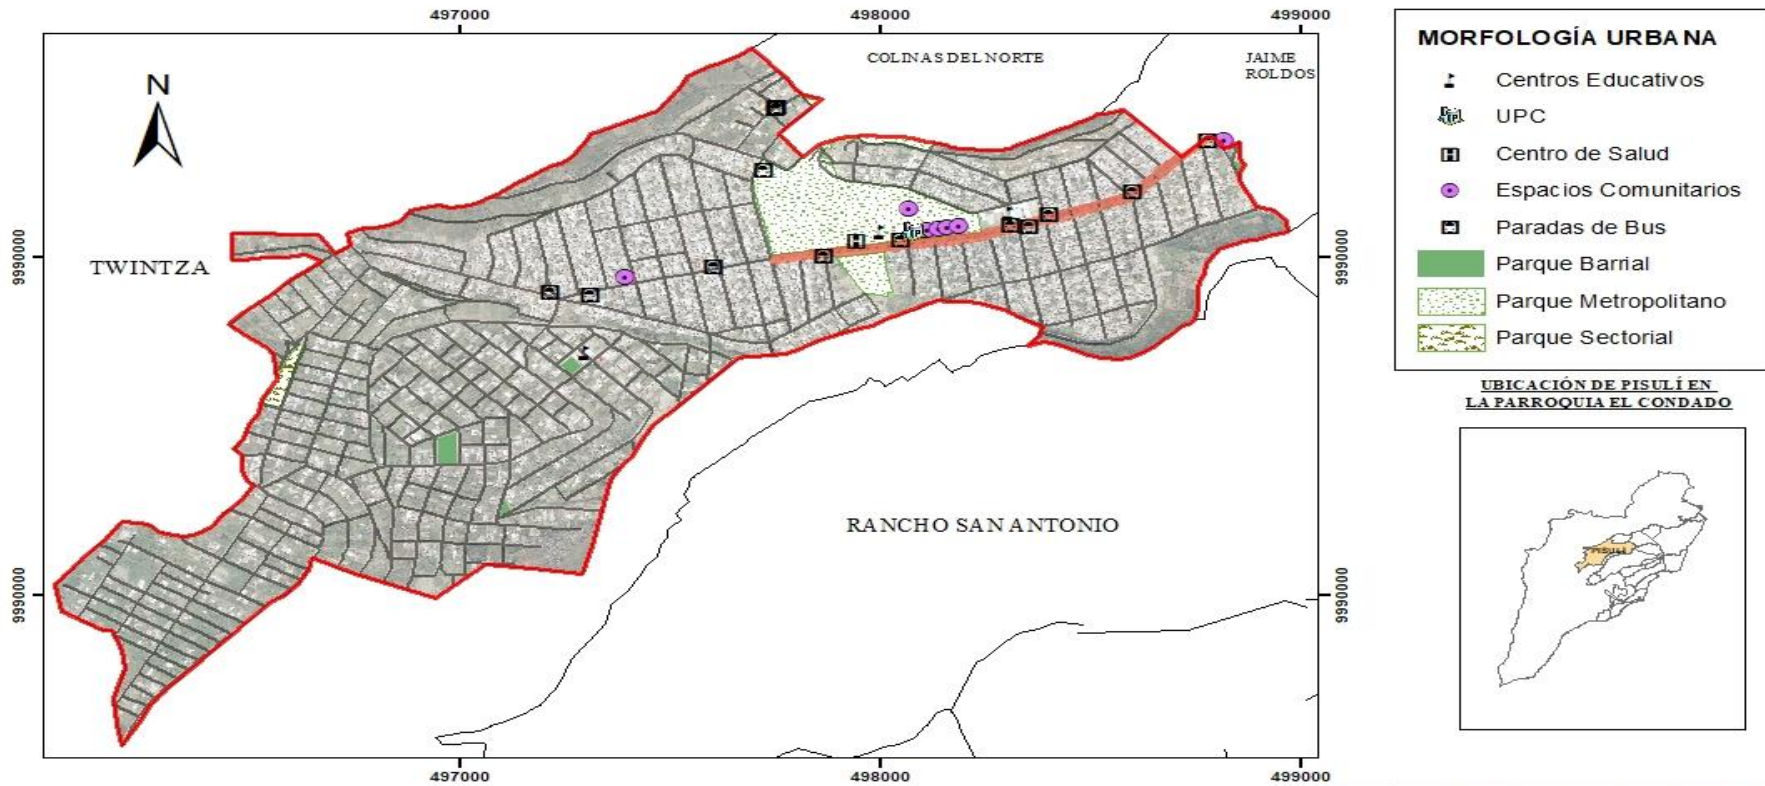 497000
498000
499000
COLINAS DEL NORTE
JAIME
ROLDOS
N
TWINTZA
9990000
9990000
9990000
9990000
RANCHO SAN ANTONIO
497000
498000
499000
MORFOLOGÍA URBANA
Centros Educativos
UPC
Centro de Salud
Espacios Comunitarios
Paradas de Bus
Parque Barrial
Parque Metropolitano
Parque Sectorial
UBICACIÓN DE PISULÍ EN
LA PARROQUIA EL CONDADO
PISULÍ